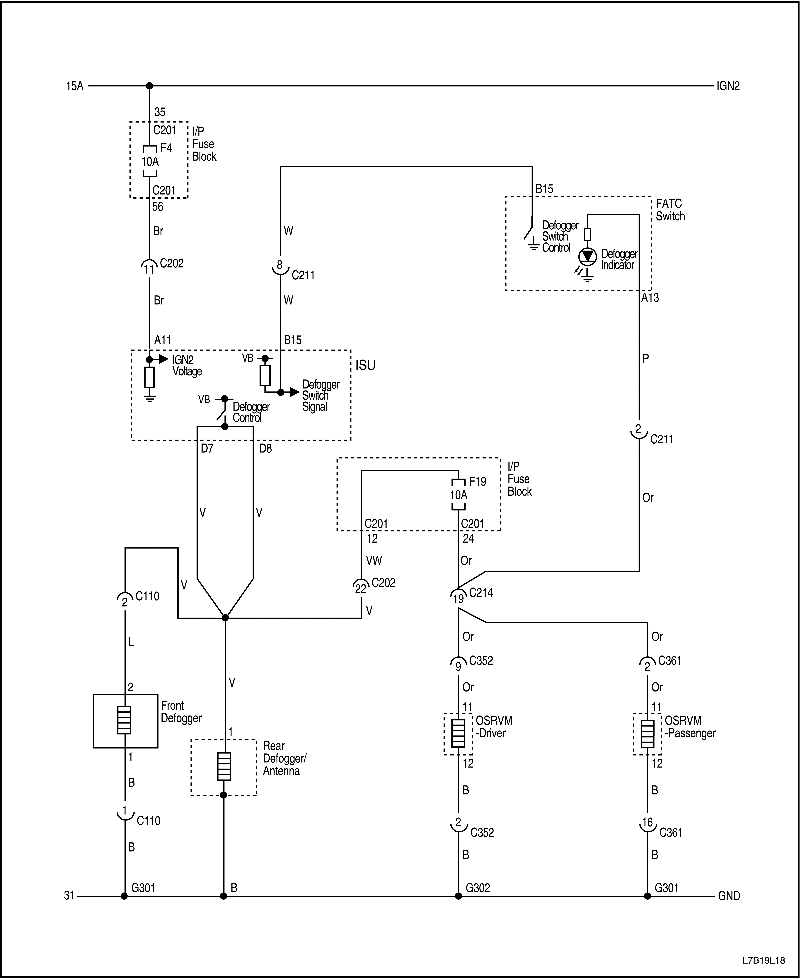 15A
IGN2
35
C201
F4
10A
C201
56
I/P
Fuse
Block
Br
11
C202
Br
A11
W
8
C211
W
B15
B15
FATC
Switch
Defogger
Switch
Control
Defogger
Indicator
A13
P
2
C211
Or
IGN2
Voltage
VB
Defogger
Switch
Signal
ISU
VB
Defogger
Control
D7
D8
V
V
I/P
Fuse
Block
F19
10A
C201
C201
12
24
VW
Or
22
C202
V
19
C214
V
2
C110
L
2
Front
Defogger
1
B
1
C110
B
V
1
Rear
Defogger/
Antenna
Or
9
C352
Or
11
OSRVM
-Driver
12
B
2
C352
B
Or
2
C361
Or
11
OSRVM
-Passenger
12
B
16
C361
B
31
G301
B
G302
G301
GND
L7B19L18